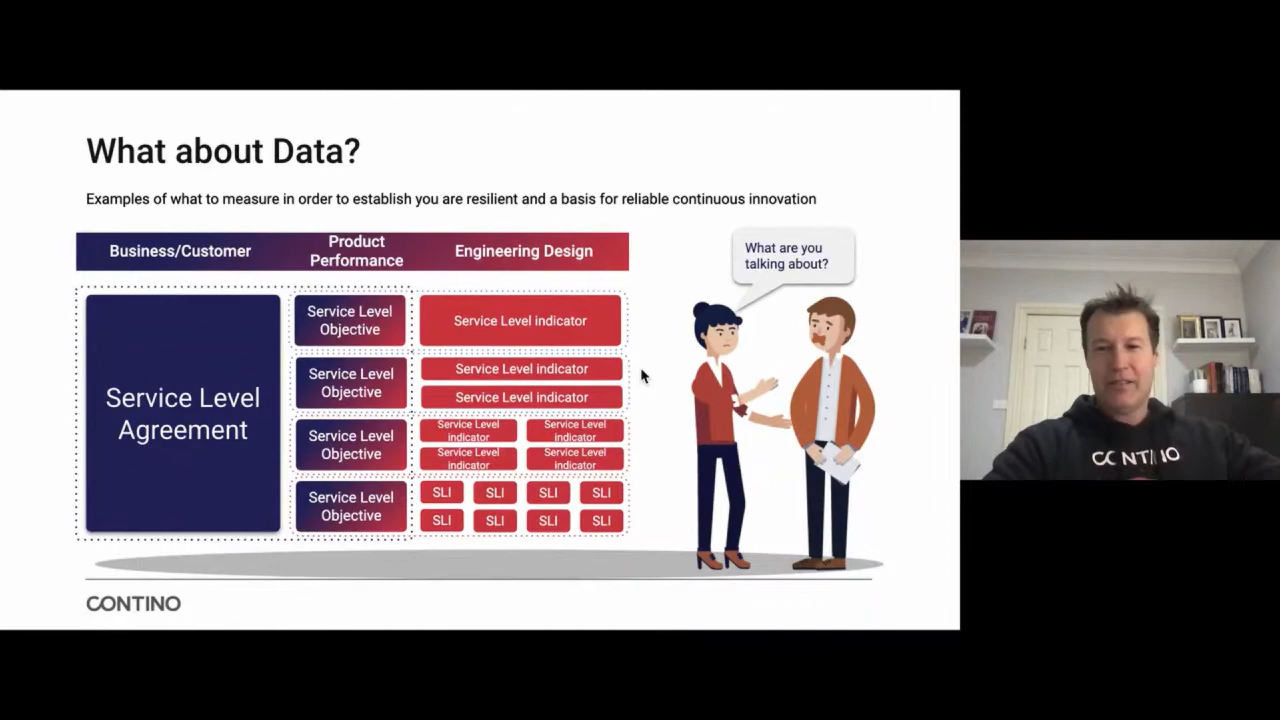 What about Data?
Examples of what to measure in order to establish you are resilient and a basis for reliable continuous innovation
Business/Customer
Product
Performance
Engineering Design
What are you
talking about?
Service Level
Agreement
Service Level
Objective
Service Level indicator
Service Level
Objective
Service Level indicator
Service Level indicator
Service Level
Objective
Service Level
indicator
Service Level
indicator
Service Level
indicator
Service Level
indicator
Service Level
Objective
SLI SLI SLI SLI
SLI SLI SLI SLI
CONTINO
CONTINO